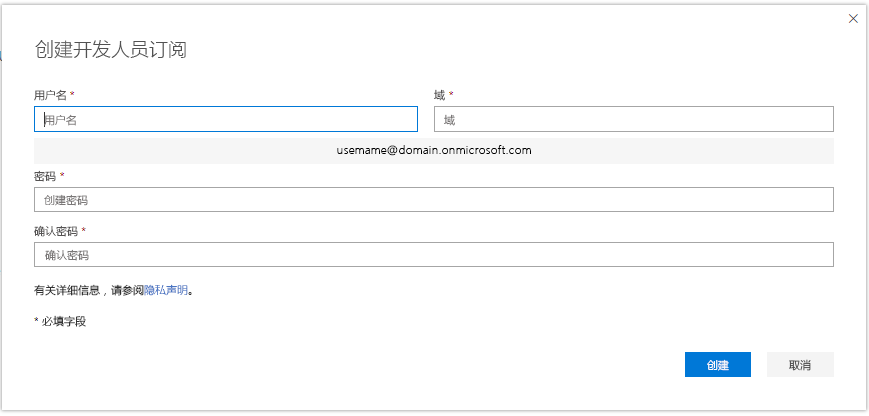 创建开发人员订阅
用户名 * 域 *
用户名 域
usemame@domain.onmicrosoft.com
密码 *
创建密码
确认密码 *
确认密码
有关详细信息，请参阅隐私声明。
* 必填字段
创建 取消